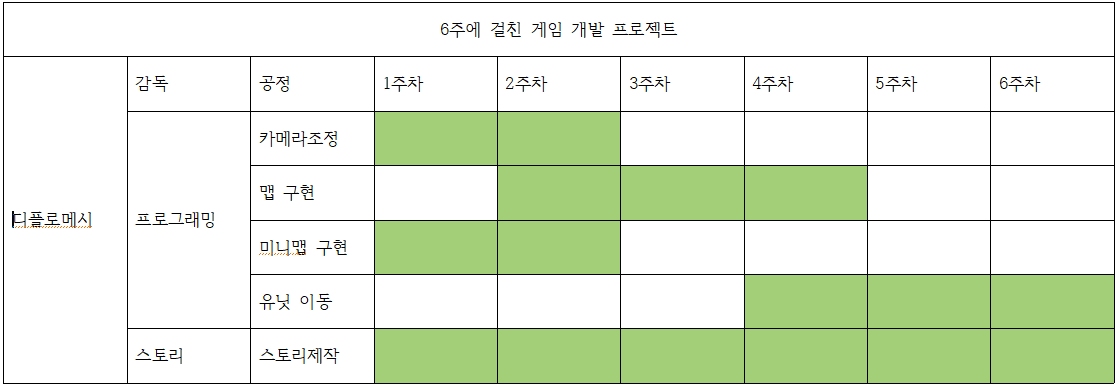 6주에 걸친 게임 개발 프로젝트
감독 공정 1주차 2주차 3주차 4주차 5주차 6주차
카메라조정
맵 구현
디플로메시 프로그래밍
미니맵 구현
유닛 이동
스토리 스토리제작